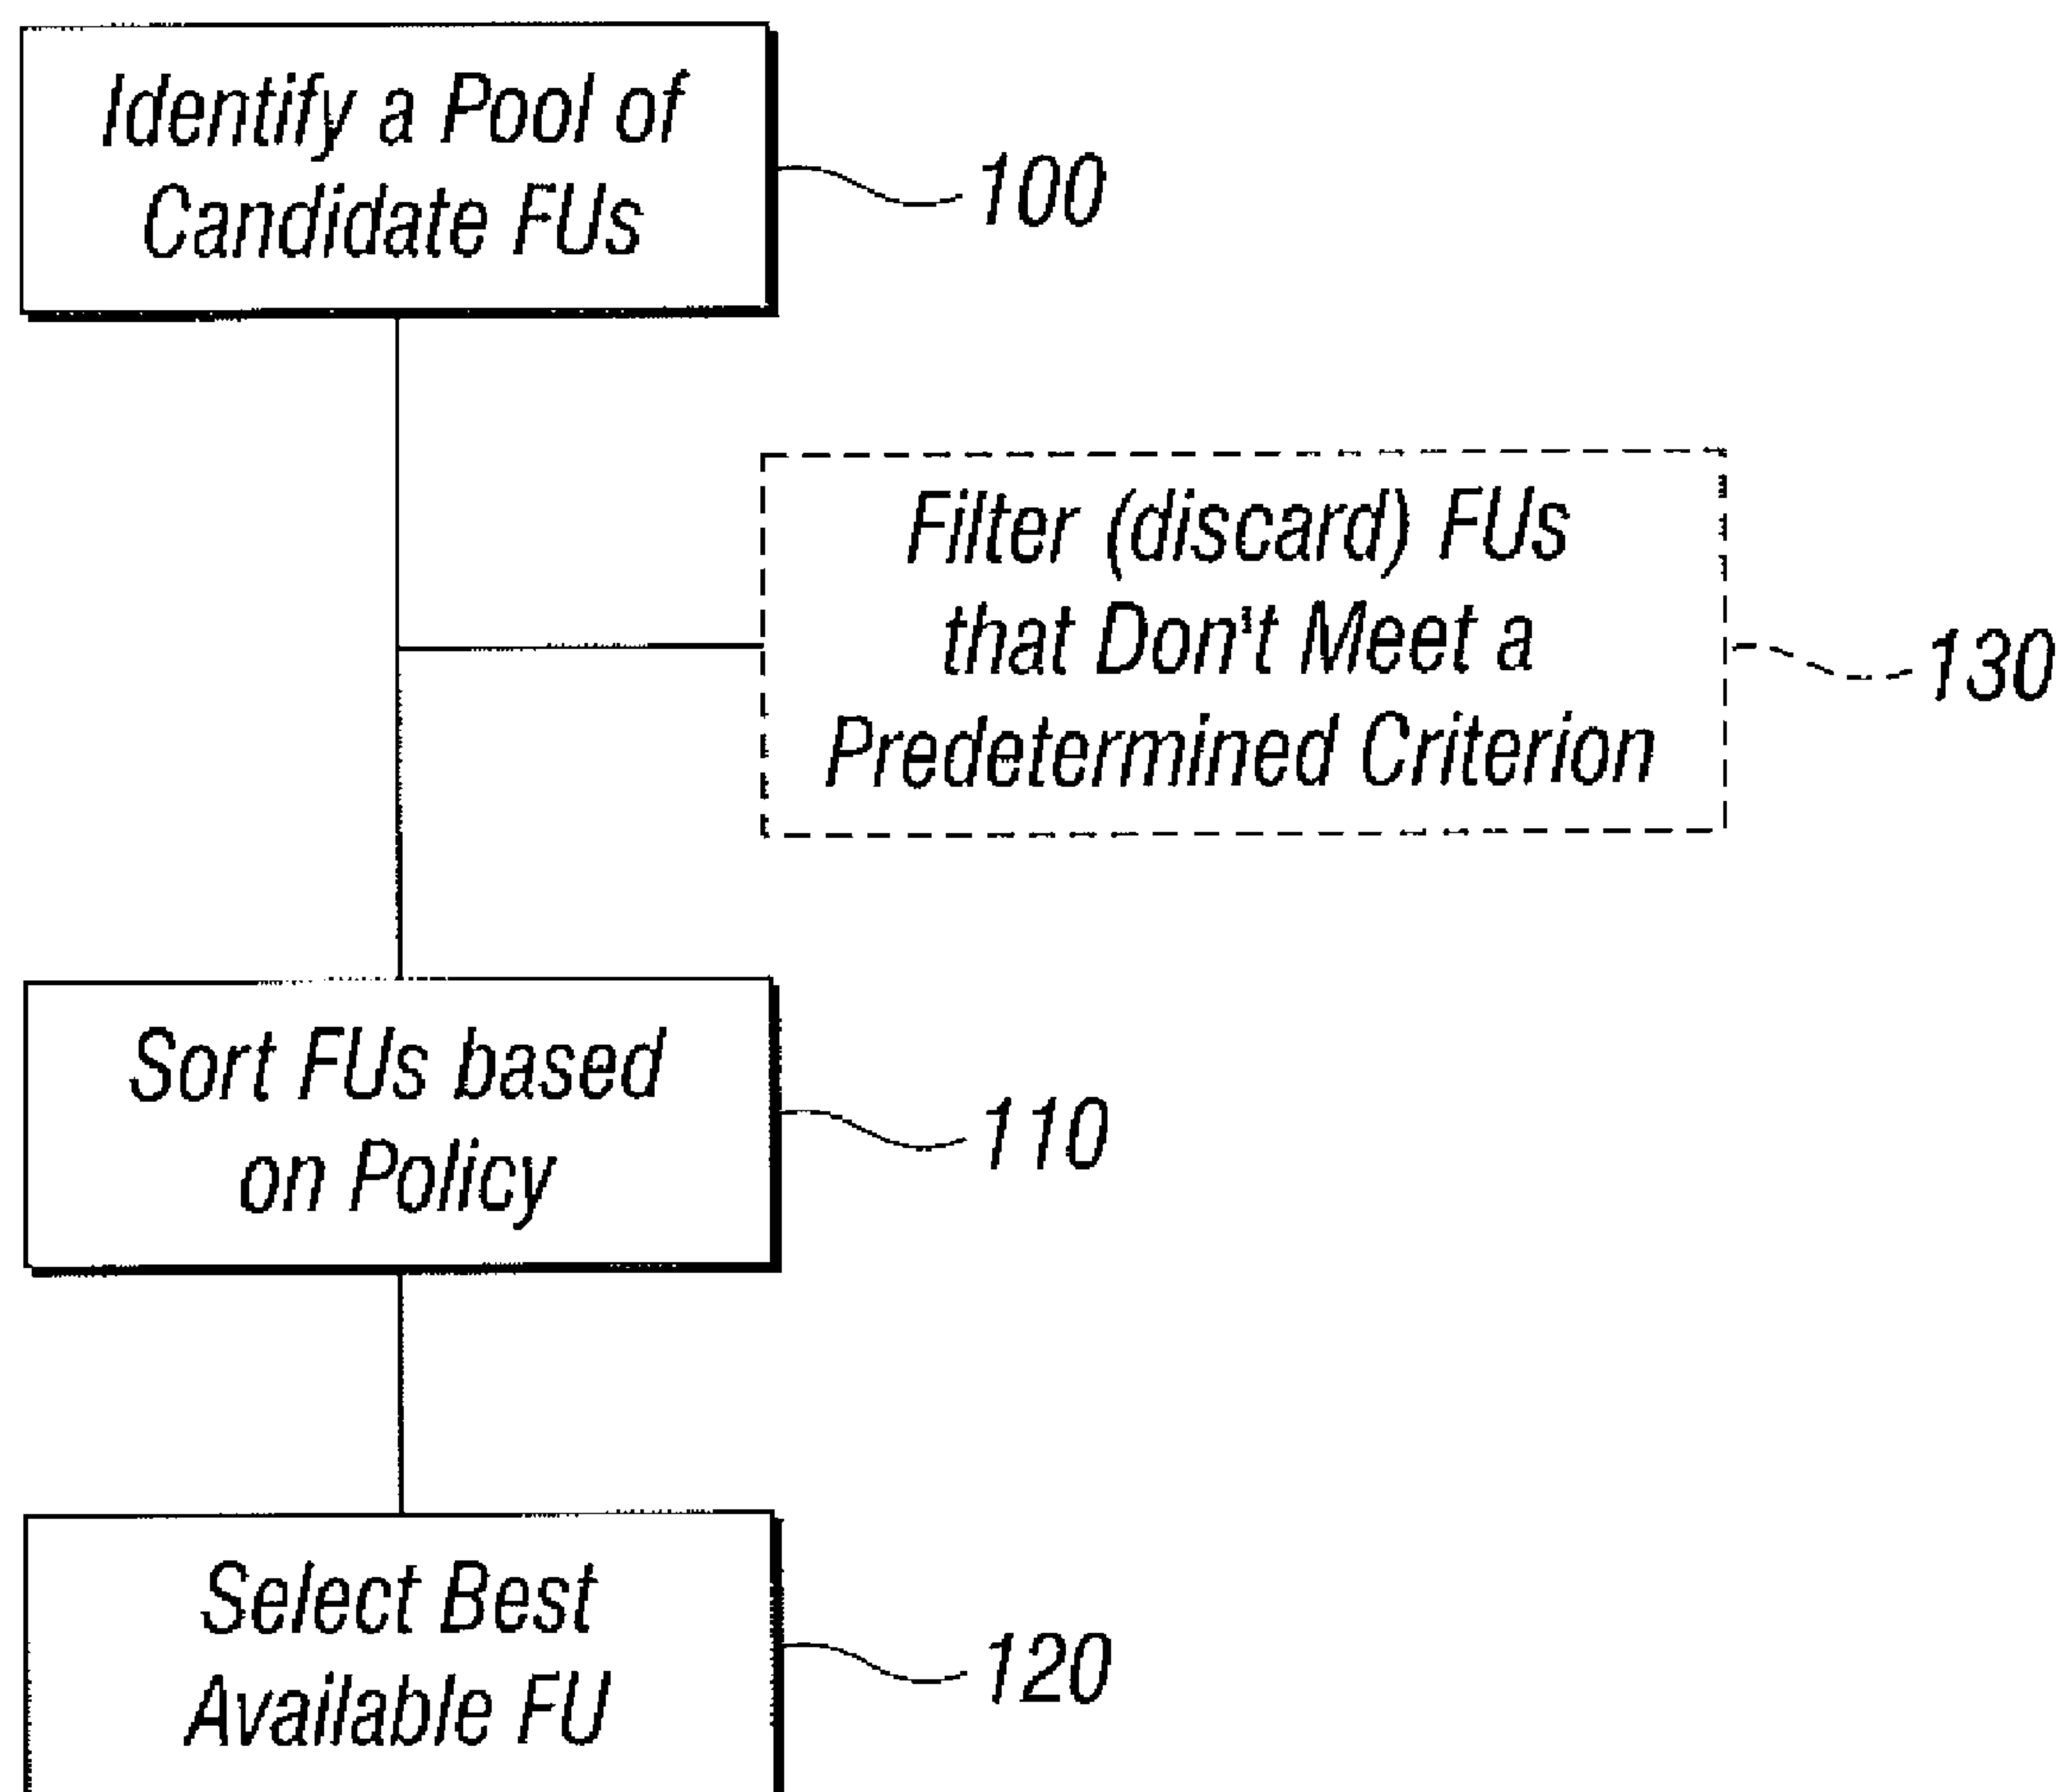 Identify a Pool of
Candidate FUs
100
Filter (discard) FUs
that Don't Meet a
Predetermined Criterion
130
Sort FUs based
on Policy
110
Select Best
Available FU
120